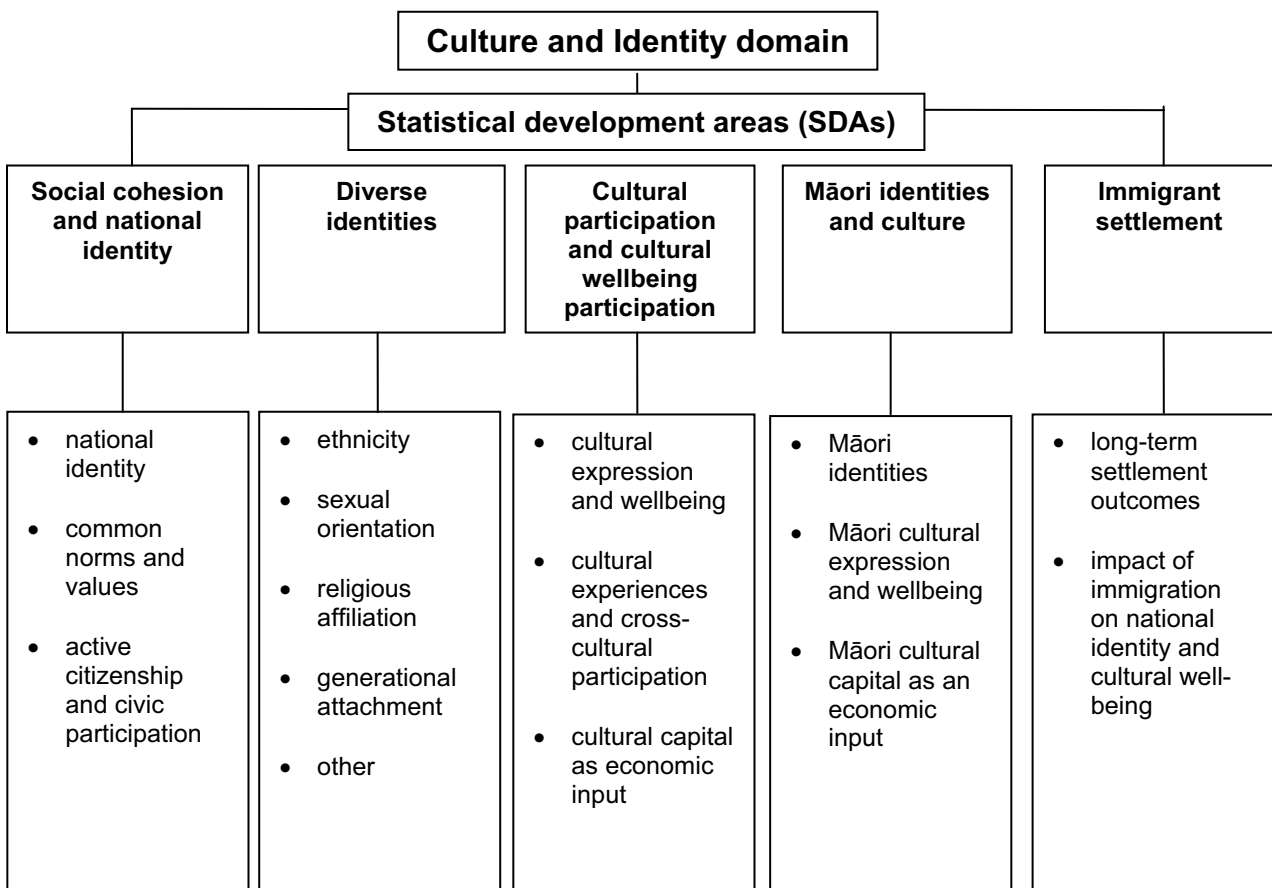 Culture and Identity domain
Statistical development areas (SDAs)
Social cohesion
and national
identity
Diverse
identities
Cultural
participation
and cultural
wellbeing
participation
Māori identities
and culture
Immigrant
settlement
• national
identity
• common
norms and
values
• active
citizenship
and civic
participation
• ethnicity
• sexual
orientation
• religious
affiliation
• generational
attachment
• other
• cultural
expression
and wellbeing
• cultural
experiences
and cross-
cultural
participation
• cultural capital
as economic
input
• Māori
identities
• Māori cultural
expression
and wellbeing
• Māori cultural
capital as an
economic
input
• long-term
settlement
outcomes
• impact of
immigration
on national
identity and
cultural well-
being